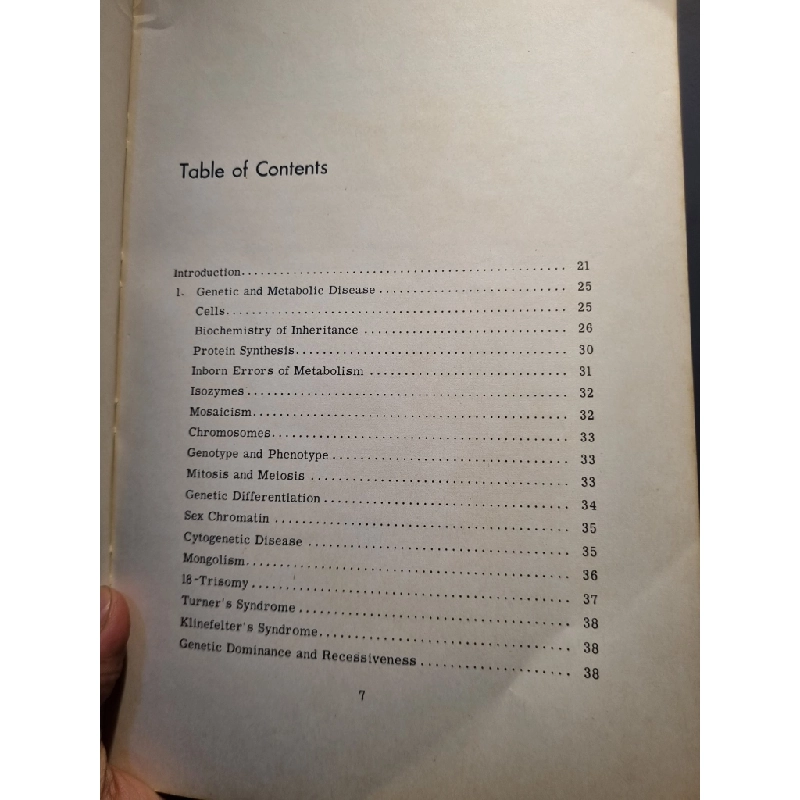 Table of Contents
Introduction............................................ 21
1. Genetic and Metabolic Disease ........................... 25
Cells................................................ 25
Biochemistry of Inheritance ............................ 26
Protein Synthesis...................................... 30
Inborn Errors of Metabolism ............................ 31
Isozymes ............................................ 32
Mosaicism........................................... 32
Chromosomes......................................... 33
Genotype and Phenotype ................................ 33
Mitosis and Meiosis ................................... 33
Genetic Differentiation ................................. 34
Sex Chromatin ........................................ 35
Cytogenetic Disease .................................... 35
Mongolism............................................ 36
18-Trisomy ........................................... 37
Turner's Syndrome ..................................... 38
Klinefelter's Syndrome.................................. 38
Genetic Dominance and Recessiveness ..................... 38
7